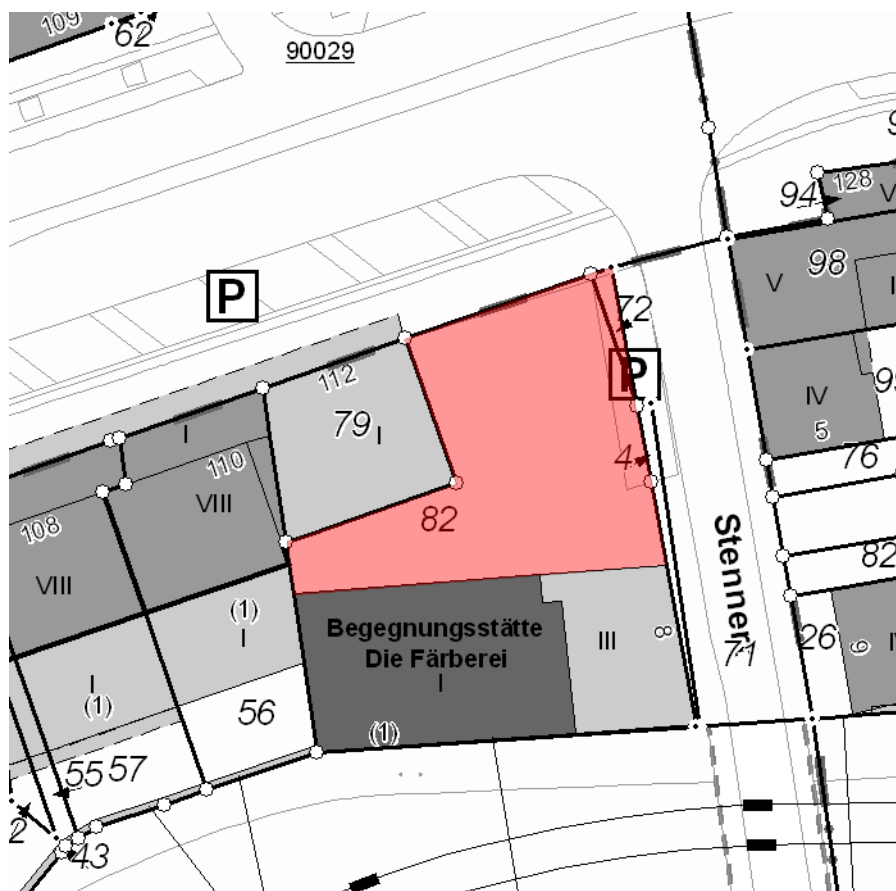 109
62
90029
94
128
V
98
V
P
72
112
P
79
I
I
IV
5
110
4
76
VIII
82
108
VIII
82
Stenner
(1)
I
Begegnungsstätte
Die Färberei
I
III
8
71
26
9
I
(1)
56
(1)
55
57
2
43